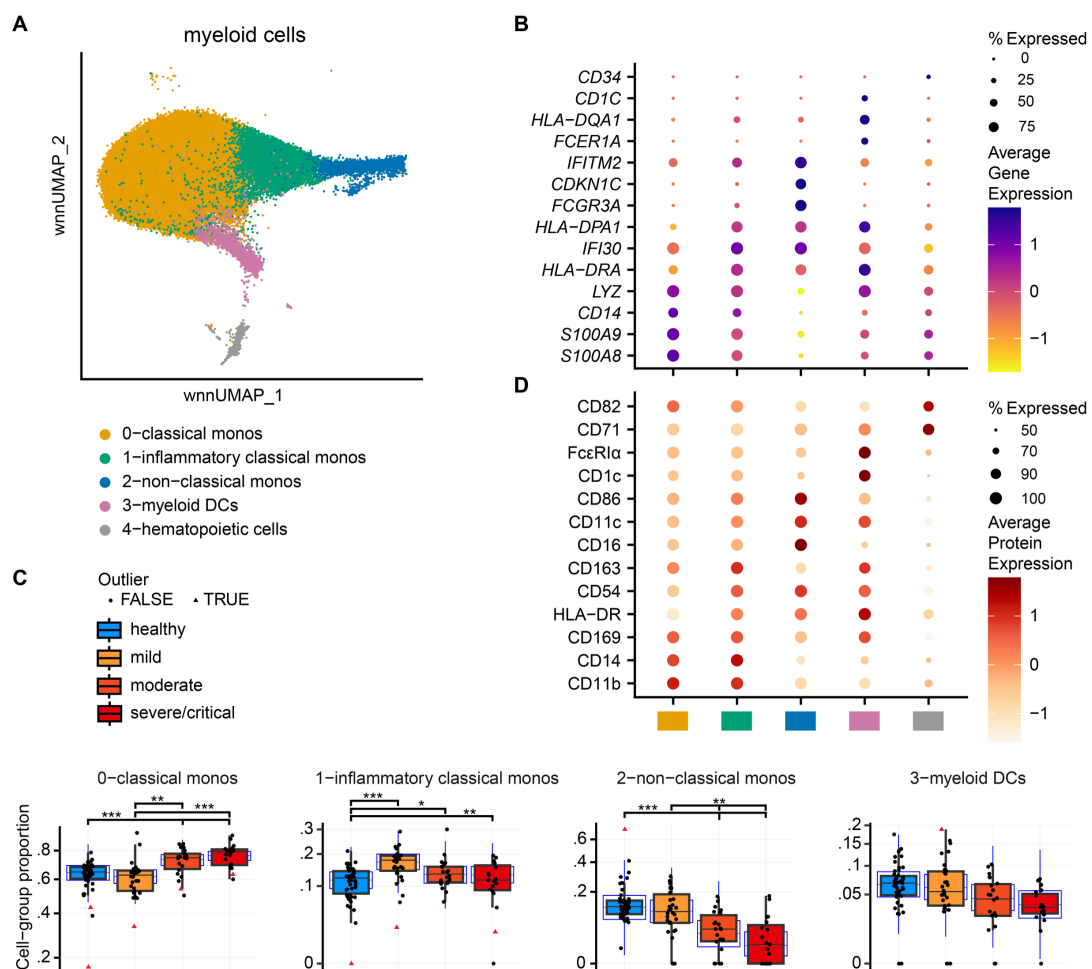 A
myeloid cells
wnnUMAP_2
wnnUMAP_1
0−classical monos
1−inflammatory classical monos
2−non−classical monos
3−myeloid DCs
4−hematopoietic cells
B
CD34
CD1C
HLA−DQA1
FCER1A
IFITM2
CDKN1C
FCGR3A
HLA−DPA1
IFI30
HLA−DRA
LYZ
CD14
S100A9
S100A8
% Expressed
0
25
50
75
Average
Gene
Expression
1
0
−1
D
CD82
CD71
FcεRIα
CD1c
CD86
CD11c
CD16
CD163
CD54
HLA−DR
CD169
CD14
CD11b
% Expressed
50
70
90
100
Average
Protein
Expression
1
0
−1
C
Outlier
FALSE
TRUE
healthy
mild
moderate
severe/critical
Cell−group proportion
0−classical monos
.8
.6
.4
.2
***
**
***
1−inflammatory classical monos
.3
.2
.1
0
***
*
**
2−non−classical monos
.6
.4
.2
0
***
**
3−myeloid DCs
.2
.1
.05
0